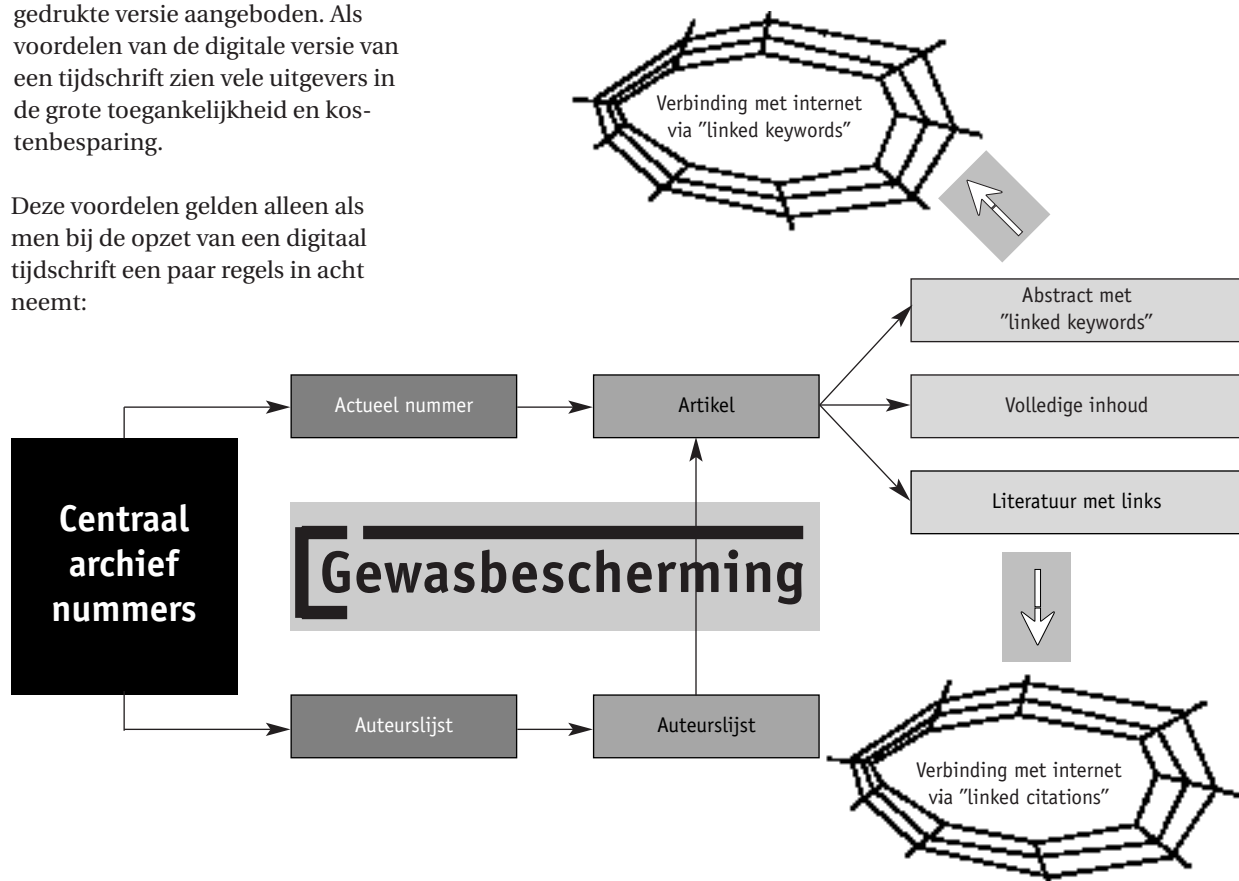 gedrukte versie aangeboden. Als
voordelen van de digitale versie van
een tijdschrift zien vele uitgevers in
de grote toegankelijkheid en kos-
tenbesparing.
Deze voordelen gelden alleen als
men bij de opzet van een digitaal
tijdschrift een paar regels in acht
neemt:
Verbinding met internet
via "linked keywords"
Abstract met
"linked keywords"
Actueel nummer
Artikel
Volledige inhoud
Literatuur met links
Centraal
archief
nummers
Gewasbescherming
Auteurslijst
Auteurslijst
Verbinding met internet
via "linked citations"